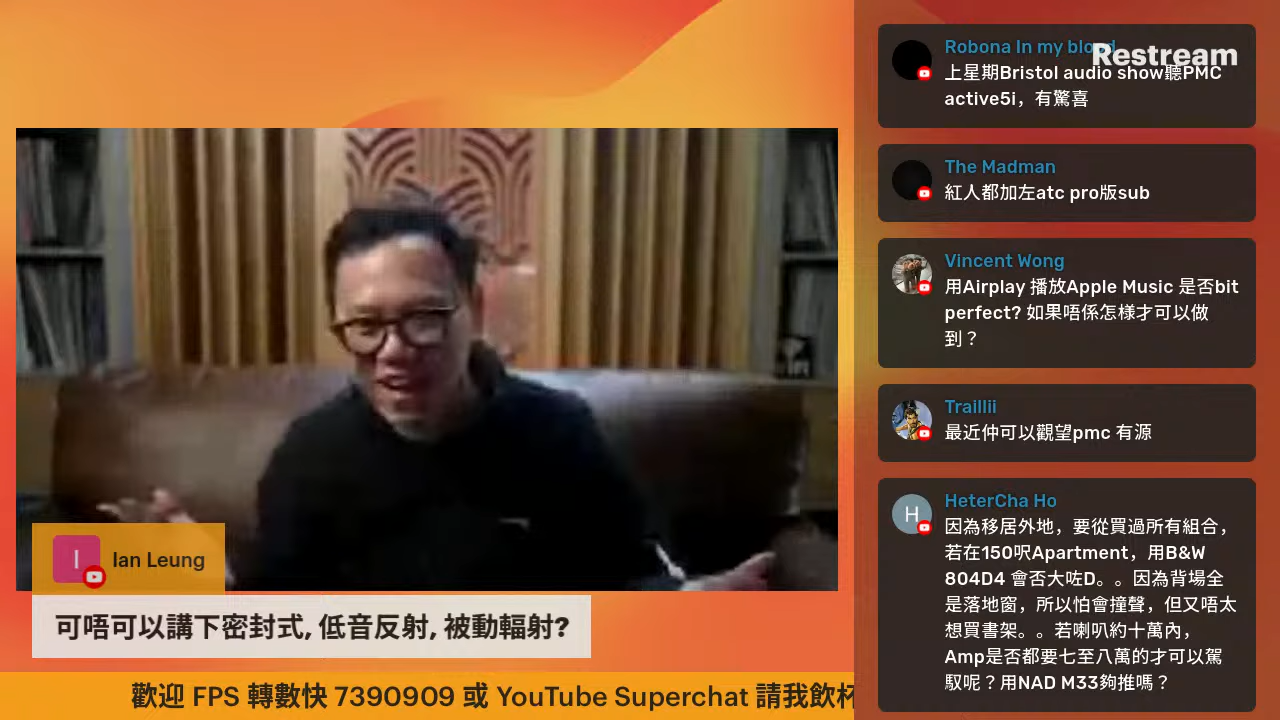 Robona In my blood
Restream
上星期Bristol audio show聽PMC
active5i，有驚喜
The Madman
紅人都加左atc pro版sub
Vincent Wong
用Airplay 播放Apple Music 是否bit
perfect? 如果唔係怎樣才可以做
到？
Traillii
最近仲可以觀望pmc 有源
H
HeterCha Ho
因為移居外地，要從買過所有組合，
若在150呎Apartment，用B&W
804D4 會否大咗D。。因為背場全
是落地窗，所以怕會撞聲，但又唔太
想買書架。。若喇叭約十萬內，
Amp是否都要七至八萬的才可以駕
馭呢？用NAD M33夠推嗎？
I
Ian Leung
可唔可以講下密封式, 低音反射, 被動輻射?
歡迎 FPS 轉數快 7390909 或 YouTube Superchat 請我飲杯